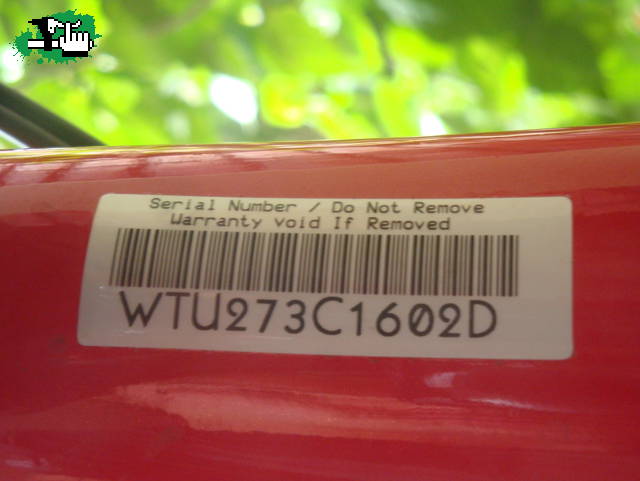 Serial Number / Do Not Remove
Warranty void If Removed
WTU273C1602D